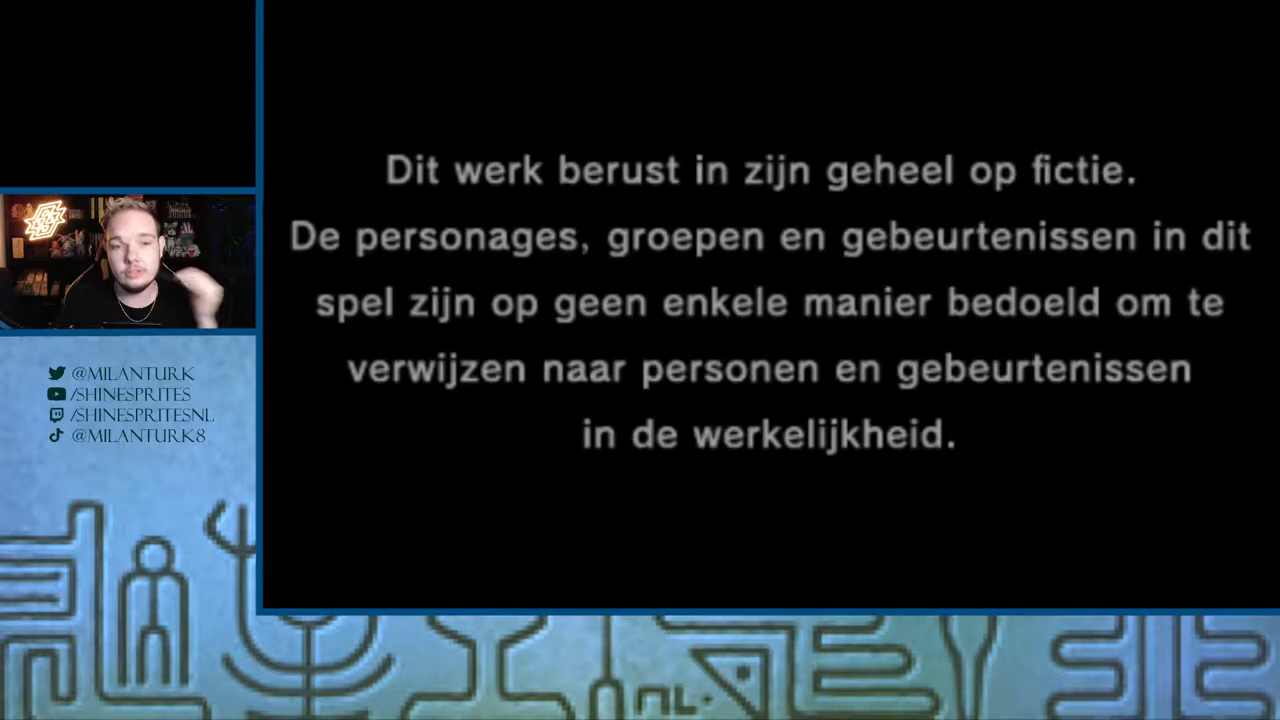 Dit werk berust in zijn geheel op fictie.
De personages, groepen en gebeurtenissen in dit
spel zijn op geen enkele manier bedoeld om te
verwijzen naar personen en gebeurtenissen
in de werkelijkheid.
@MILANTURK
/SHINESPRITES
/SHINESPRITESNL
@MILANTURK8